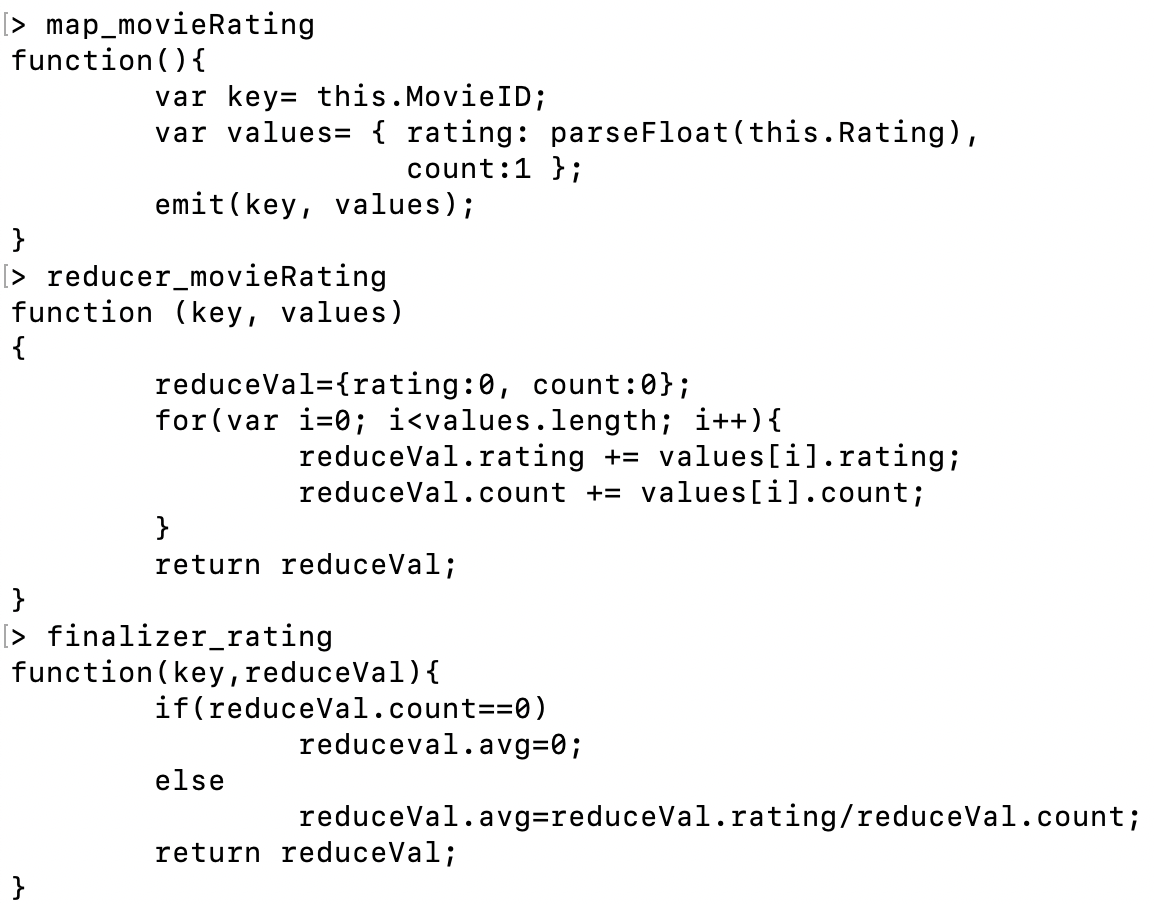 [> map_movieRating
function(){
        var key= this.MovieID;
        var values= { rating: parseFloat(this.Rating),
                      count:1 };
        emit(key, values);
}
[> reducer_movieRating
function (key, values)
{
        reduceVal={rating:0, count:0};
        for(var i=0; i<values.length; i++){
                reduceVal.rating += values[i].rating;
                reduceVal.count += values[i].count;
        }
        return reduceVal;
}
[> finalizer_rating
function(key,reduceVal){
        if(reduceVal.count==0)
                reduceval.avg=0;
        else
                reduceVal.avg=reduceVal.rating/reduceVal.count;
        return reduceVal;
}